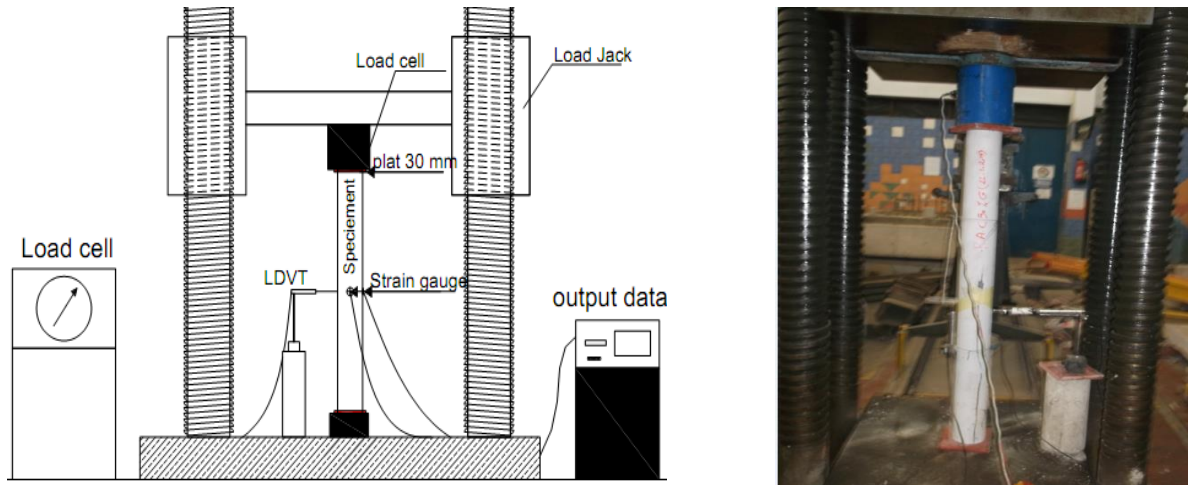 Load cell
Load Jack
plat 30 mm
Speciement
Load cell
LDVT
Strain gauge
output data